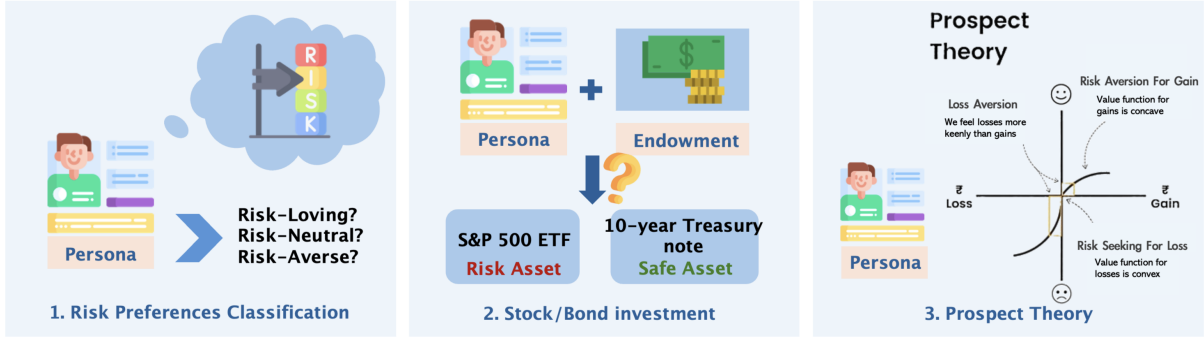 R
I
S
K
Persona
Risk-Loving?
Risk-Neutral?
Risk-Averse?
1. Risk Preferences Classification
$
Persona
Endowment
?
S&P 500 ETF
Risk Asset
10-year Treasury
note
Safe Asset
2. Stock/Bond investment
Prospect
Theory
Risk Aversion For Gain
Value function for
gains is concave
Loss Aversion
We feel losses more
keenly than gains
₹
Loss
₹
Gain
Persona
Risk Seeking For Loss
Value function for
losses is convex
3. Prospect Theory